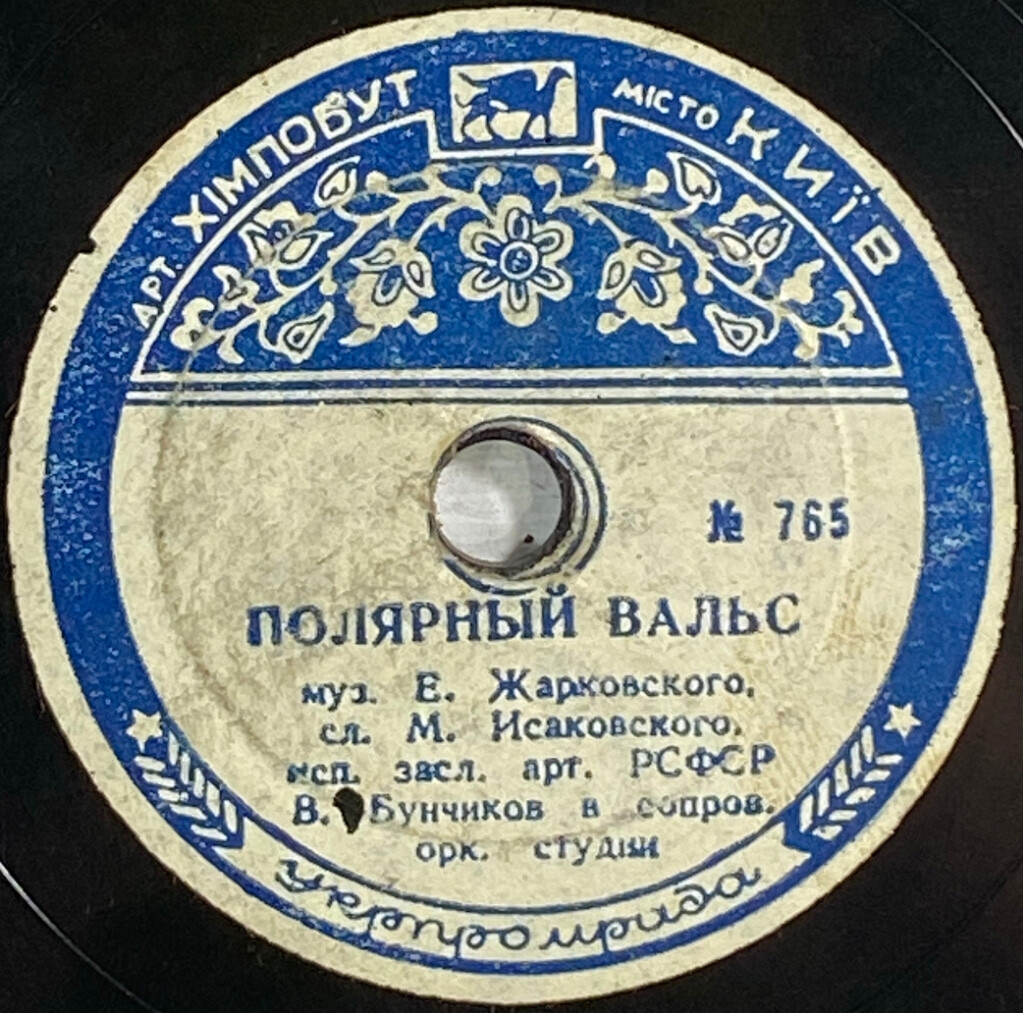 АРТ. ХІМПОБУТ МІСТО КИЇВ
№ 765
ПОЛЯРНЫЙ ВАЛЬС
муз. Е. Жарковского,
сл. М. Исаковского,
исп. засл. арт. РСФСР
В. Бунчиков в сопров.
орк. студии
Укрпромрада